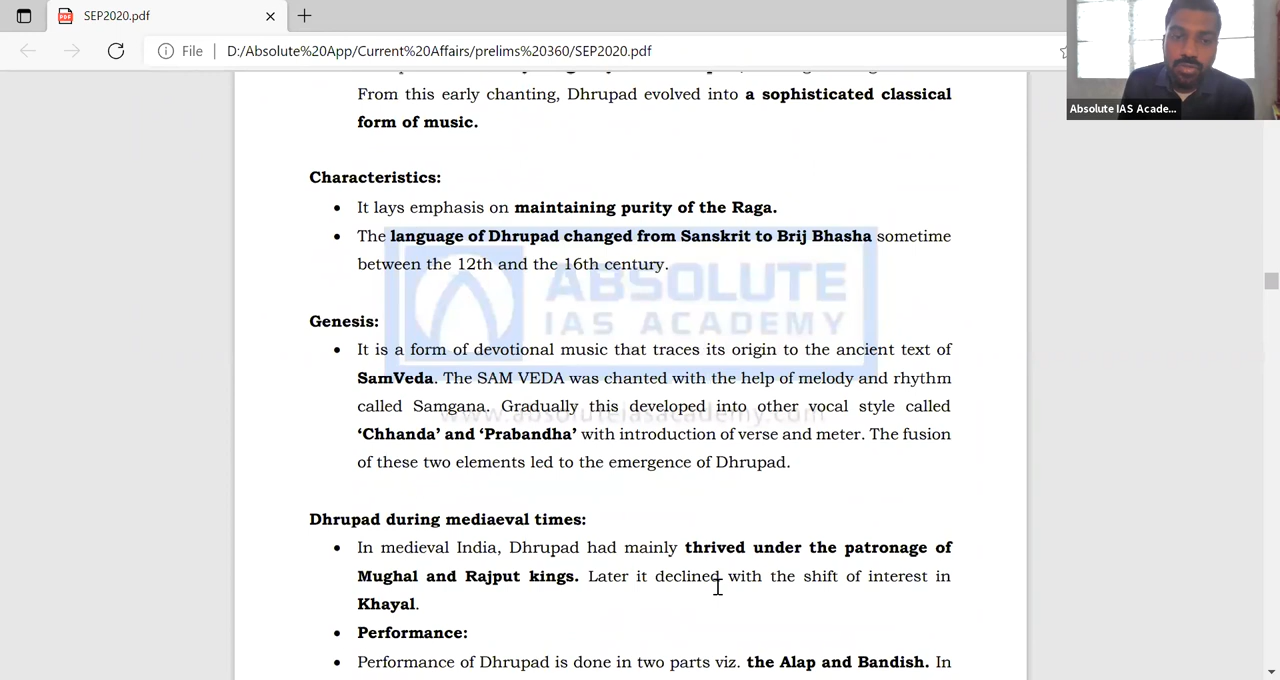 SEP2020.pdf
File
D:/Absolute%20App/Current%20Affairs/prelims%20360/SEP2020.pdf
Absolute IAS Acade...
From this early chanting, Dhrupad evolved into a sophisticated classical
form of music.
Characteristics:
• It lays emphasis on maintaining purity of the Raga.
• The language of Dhrupad changed from Sanskrit to Brij Bhasha sometime
between the 12th and the 16th century.
ABSOLUTE
IAS ACADEMY
Genesis:
• It is a form of devotional music that traces its origin to the ancient text of
SamVeda. The SAM VEDA was chanted with the help of melody and rhythm
called Samgana. Gradually this developed into other vocal style called
www.absoluteiasacademy.com
‘Chhanda’ and ‘Prabandha’ with introduction of verse and meter. The fusion
of these two elements led to the emergence of Dhrupad.
Dhrupad during mediaeval times:
• In medieval India, Dhrupad had mainly thrived under the patronage of
Mughal and Rajput kings. Later it declined with the shift of interest in
Khayal.
• Performance:
• Performance of Dhrupad is done in two parts viz. the Alap and Bandish. In